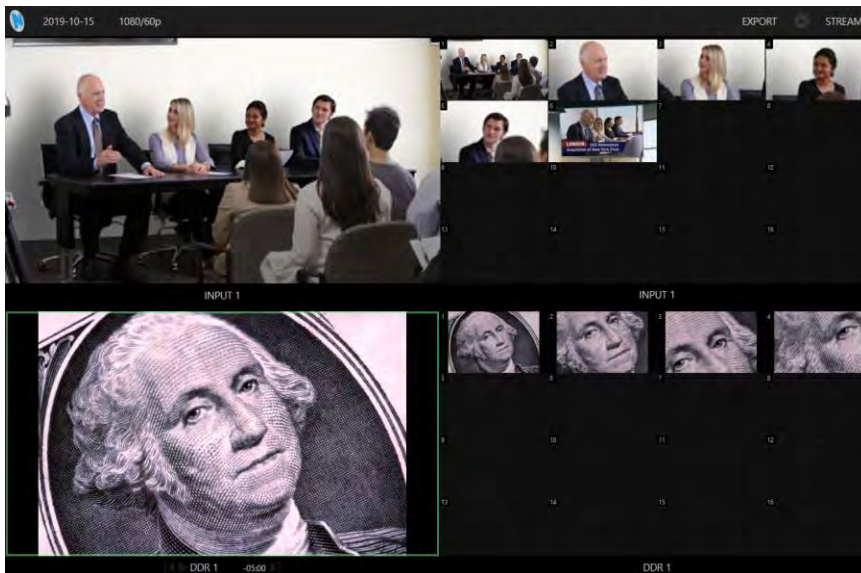 2019-10-15 1080/60p EXPORT STREAM
1 2 3 4
5 6 7 8
LONDON
9 10 11 12
13 14 15 16
INPUT 1 INPUT 1
1 2 3 4
5 6 7 8
9 10 11 12
13 14 15 16
DDR 1 -05:00 DDR 1